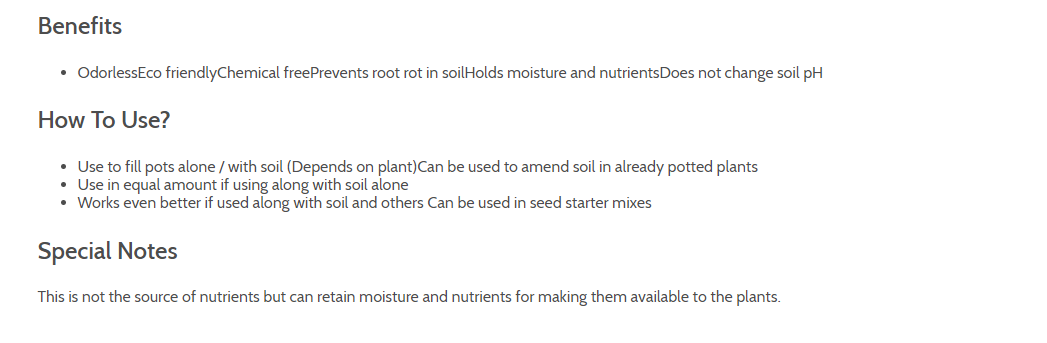 Benefits
• OdorlessEco friendlyChemical freePrevents root rot in soilHolds moisture and nutrientsDoes not change soil pH
How To Use?
• Use to fill pots alone / with soil (Depends on plant)Can be used to amend soil in already potted plants
• Use in equal amount if using along with soil alone
• Works even better if used along with soil and others Can be used in seed starter mixes
Special Notes
This is not the source of nutrients but can retain moisture and nutrients for making them available to the plants.